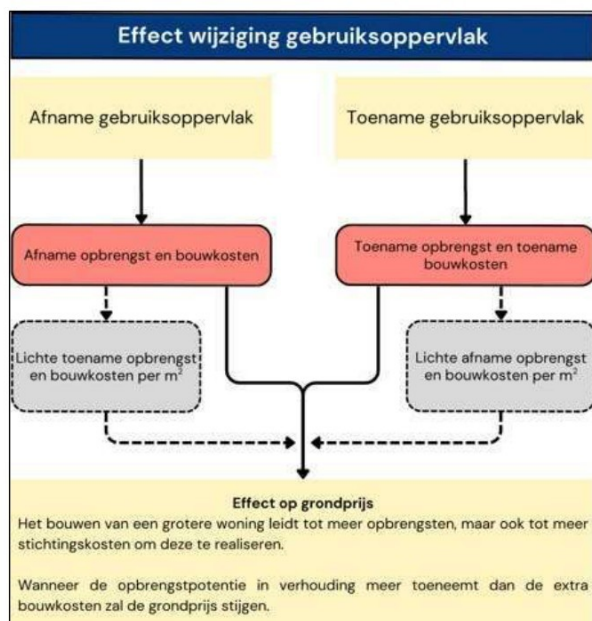 Effect wijziging gebruiksoppervlak
Afname gebruiksoppervlak
Toename gebruiksoppervlak
Afname opbrengst en bouwkosten
Toename opbrengst en toename
bouwkosten
Lichte toename opbrengst
en bouwkosten per m²
Lichte afname opbrengst
en bouwkosten per m²
Effect op grondprijs
Het bouwen van een grotere woning leidt tot meer opbrengsten, maar ook tot meer
stichtingskosten om deze te realiseren.
Wanneer de opbrengstpotentie in verhouding meer toeneemt dan de extra
bouwkosten zal de grondprijs stijgen.